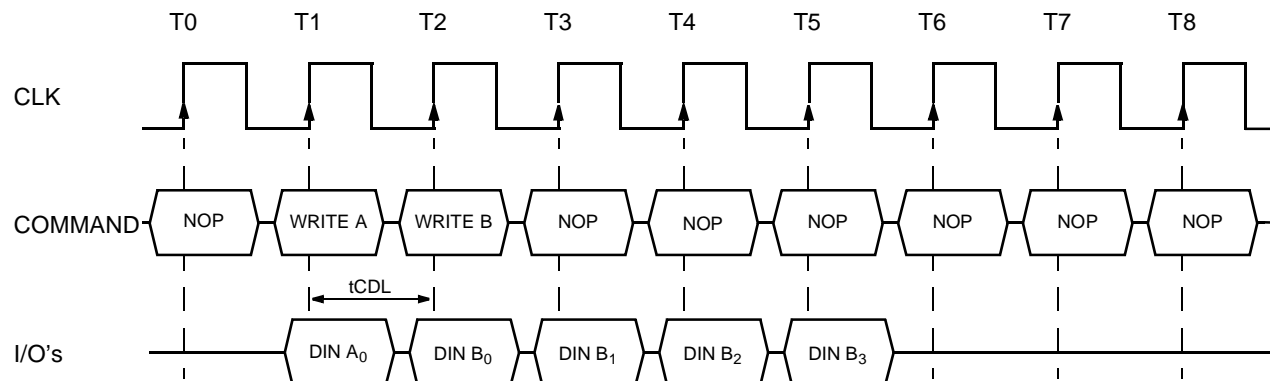 T0 T1 T2 T3 T4 T5 T6 T7 T8
CLK
COMMAND NOP WRITE A WRITE B NOP NOP NOP NOP NOP NOP
tCDL
I/O's DIN A0 DIN B0 DIN B1 DIN B2 DIN B3